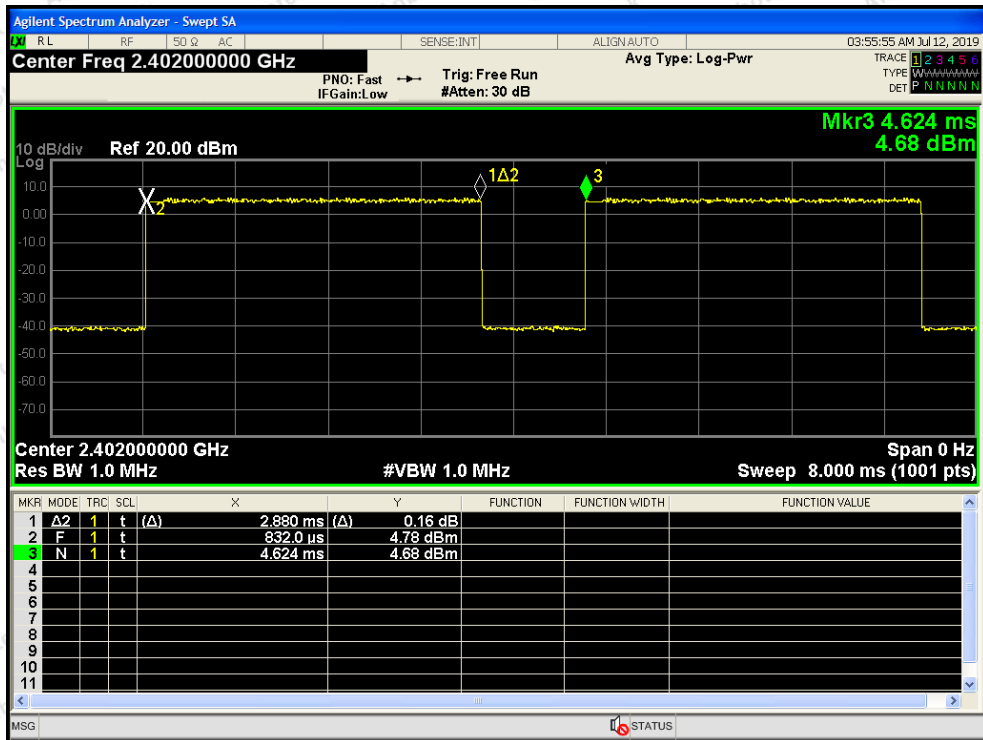 Agilent Spectrum Analyzer - Swept SA
LXI RL RF 50 Ω AC SENSE:INT ALIGNAUTO 03:55:55 AM Jul 12, 2019
Center Freq 2.402000000 GHz Avg Type: Log-Pwr TRACE 1 2 3 4 5 6
PNO: Fast Trig: Free Run TYPE WWWWWW
IFGain:Low #Atten: 30 dB DET P N N N N N
Mkr3 4.624 ms
10 dB/div Ref 20.00 dBm 4.68 dBm
Log
1Δ2 3
10.0
2
0.00
-10.0
-20.0
-30.0
-40.0
-50.0
-60.0
-70.0
Center 2.402000000 GHz Span 0 Hz
Res BW 1.0 MHz #VBW 1.0 MHz Sweep 8.000 ms (1001 pts)
MKR MODE TRC SCL X Y FUNCTION FUNCTION WIDTH FUNCTION VALUE
1 Δ2 1 t (Δ) 2.880 ms (Δ) 0.16 dB
2 F 1 t 832.0 µs 4.78 dBm
3 N 1 t 4.624 ms 4.68 dBm
4
5
6
7
8
9
10
11
MSG STATUS